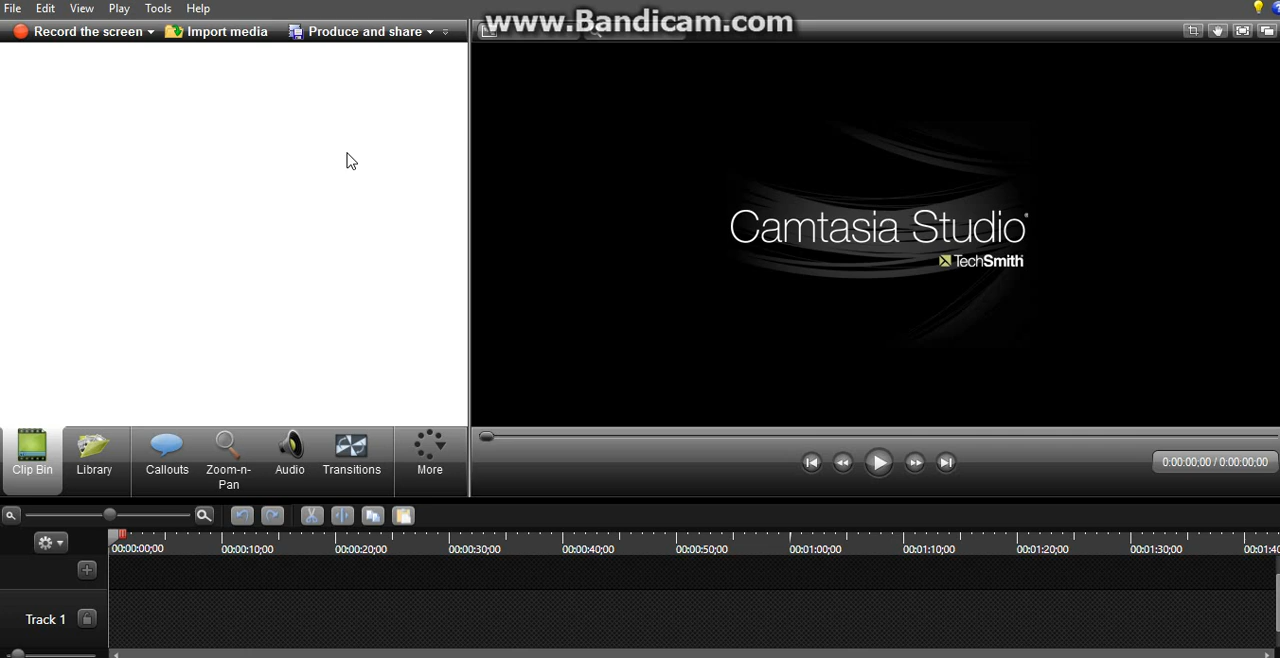 File Edit View Play Tools Help
www.Bandicam.com
Record the screen Import media Produce and share
Camtasia Studio®
TechSmith
Clip Bin Library Callouts Zoom-n-Pan Audio Transitions More
0:00:00;00 / 0:00:00;00
00:00:00;00 00:00:10;00 00:00:20;00 00:00:30;00 00:00:40;00 00:00:50;00 00:01:00;00 00:01:10;00 00:01:20;00 00:01:30;00 00:01:40
Track 1